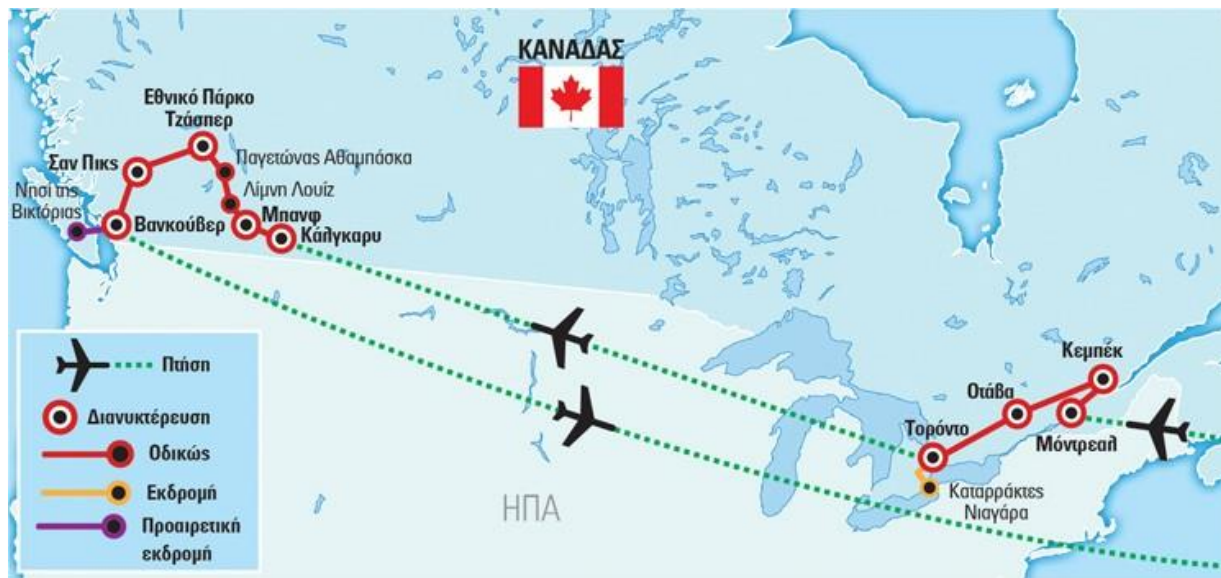 ΚΑΝΑΔΑΣ
Εθνικό Πάρκο
Τζάσπερ
Σαν Πικς
Παγετώνας Αθαμπάσκα
Λίμνη Λουίζ
Νησί της
Βικτόριας
Βανκούβερ
Μπανφ
Κάλγκαρυ
Κεμπέκ
Οτάβα
Τορόντο
Μόντρεαλ
Καταρράκτες
Νιαγάρα
ΗΠΑ
Πτήση
Διανυκτέρευση
Οδικώς
Εκδρομή
Προαιρετική
εκδρομή